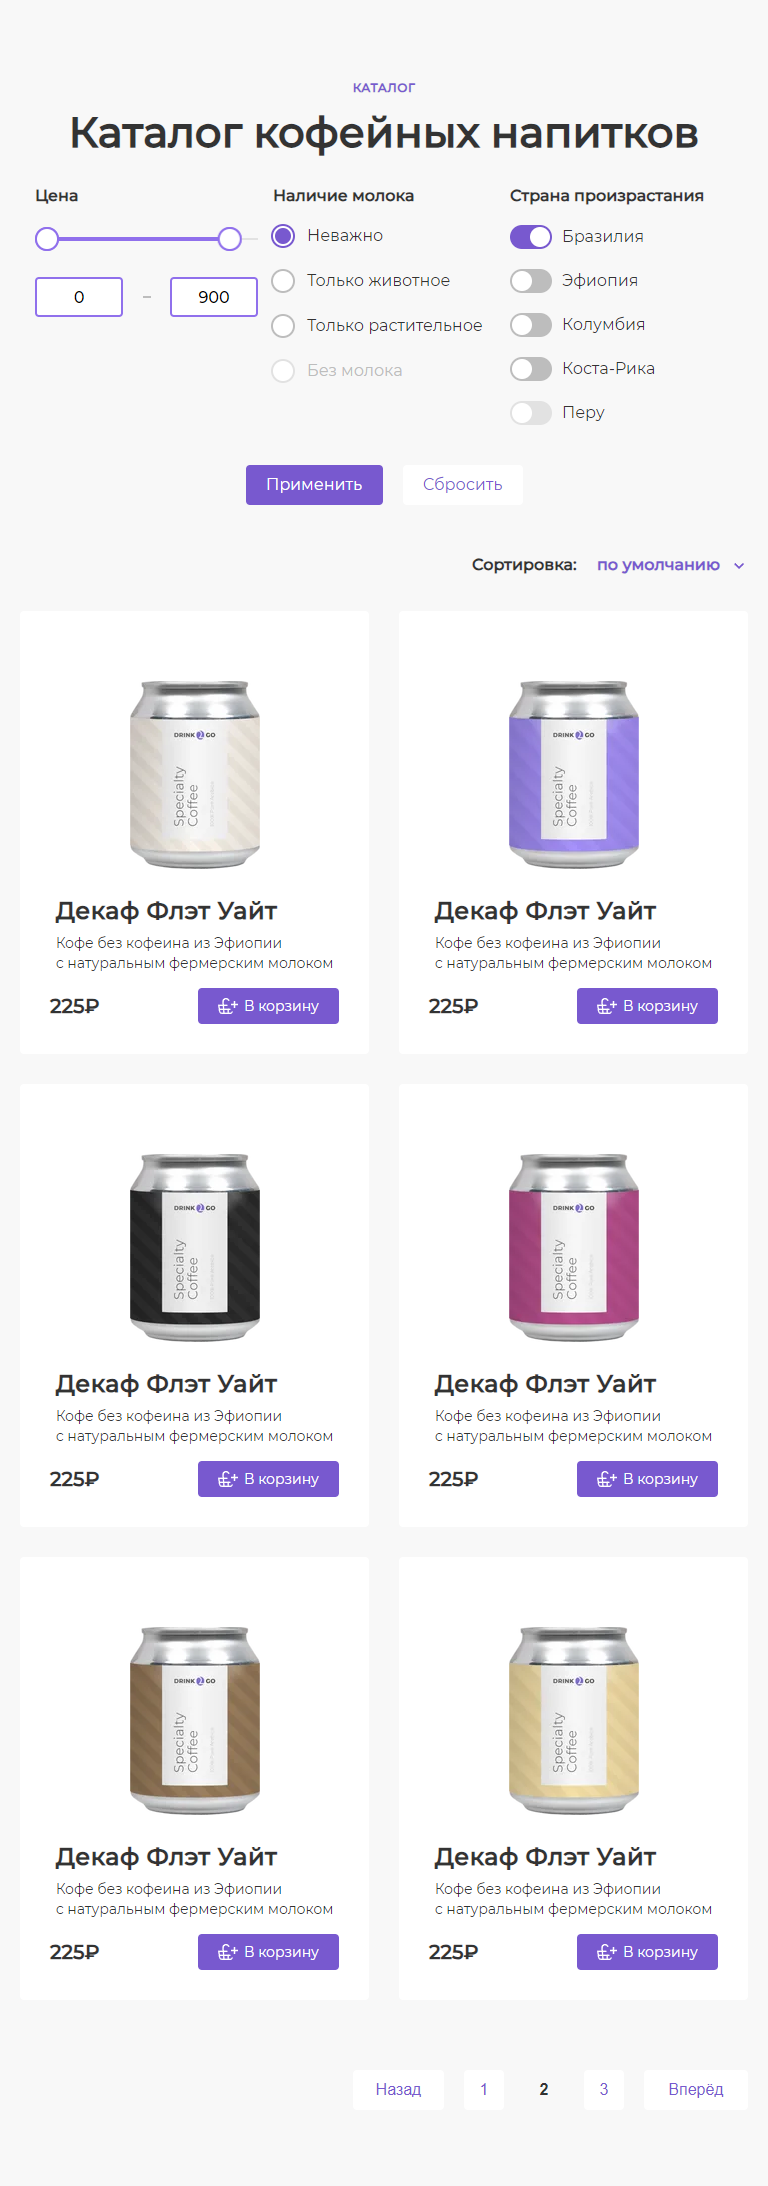 КАТАЛОГ
Каталог кофейных напитков
Цена
0 – 900
Наличие молока
Неважно
Только животное
Только растительное
Без молока
Страна произрастания
Бразилия
Эфиопия
Колумбия
Коста-Рика
Перу
Применить
Сбросить
Сортировка: по умолчанию
DRINK 2 GO
Specialty
Coffee
Декаф Флэт Уайт
Кофе без кофеина из Эфиопии
с натуральным фермерским молоком
225₽
В корзину
DRINK 2 GO
Specialty
Coffee
Декаф Флэт Уайт
Кофе без кофеина из Эфиопии
с натуральным фермерским молоком
225₽
В корзину
DRINK 2 GO
Specialty
Coffee
Декаф Флэт Уайт
Кофе без кофеина из Эфиопии
с натуральным фермерским молоком
225₽
В корзину
DRINK 2 GO
Specialty
Coffee
Декаф Флэт Уайт
Кофе без кофеина из Эфиопии
с натуральным фермерским молоком
225₽
В корзину
DRINK 2 GO
Specialty
Coffee
Декаф Флэт Уайт
Кофе без кофеина из Эфиопии
с натуральным фермерским молоком
225₽
В корзину
DRINK 2 GO
Specialty
Coffee
Декаф Флэт Уайт
Кофе без кофеина из Эфиопии
с натуральным фермерским молоком
225₽
В корзину
Назад 1 2 3 Вперёд